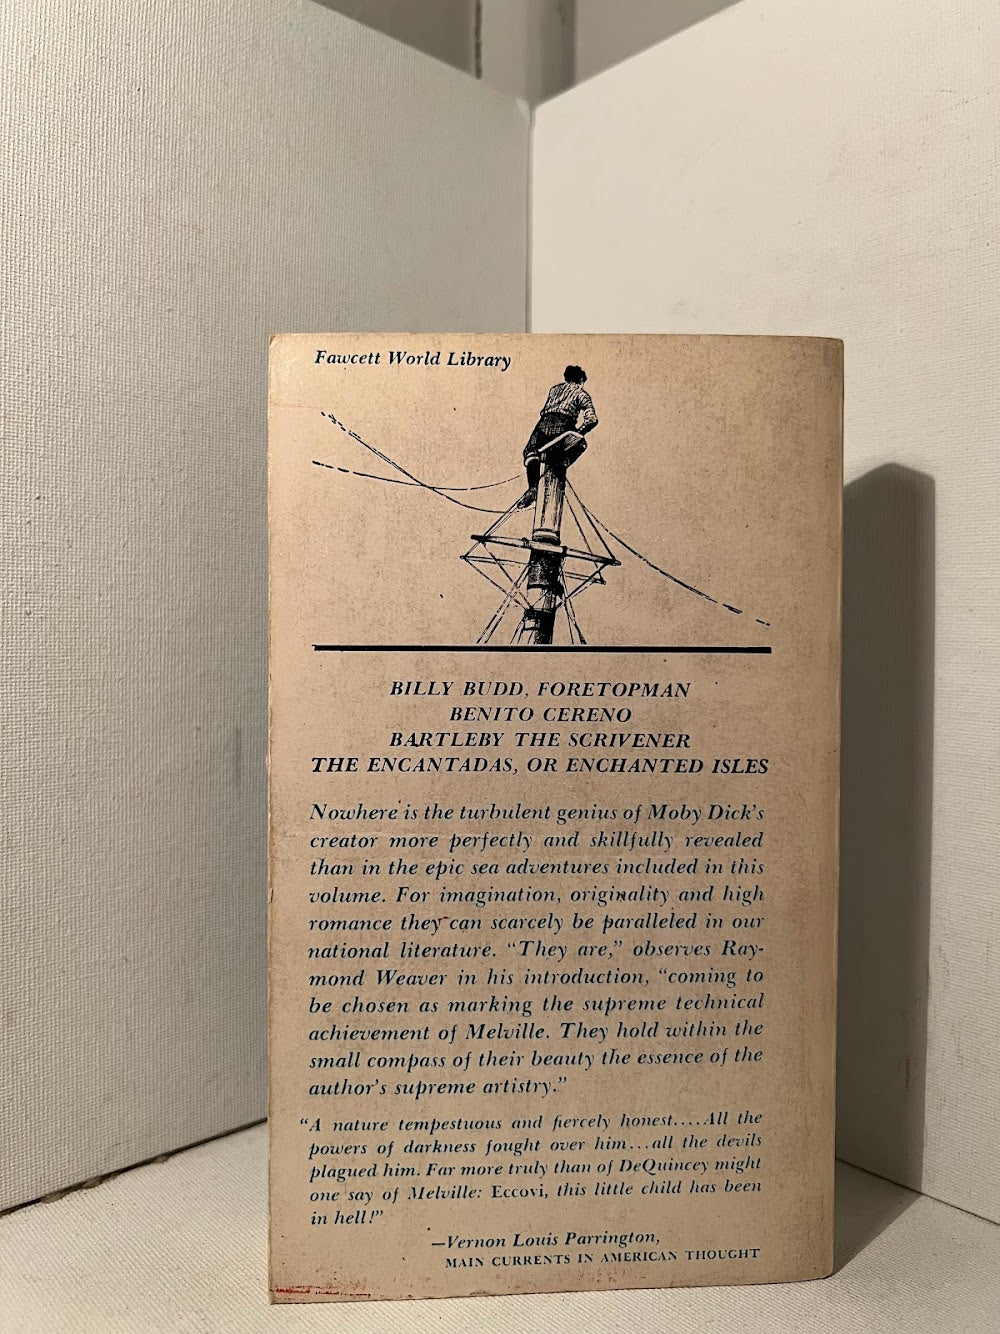 Fawcett World Library
BILLY BUDD, FORETOPMAN
BENITO CERENO
BARTLEBY THE SCRIVENER
THE ENCANTADAS, OR ENCHANTED ISLES
Nowhere is the turbulent genius of Moby Dick's
creator more perfectly and skillfully revealed
than in the epic sea adventures included in this
volume. For imagination, originality and high
romance they can scarcely be paralleled in our
national literature. "They are," observes Ray-
mond Weaver in his introduction, "coming to
be chosen as marking the supreme technical
achievement of Melville. They hold within the
small compass of their beauty the essence of the
author's supreme artistry."
"A nature tempestuous and fiercely honest....All the
powers of darkness fought over him...all the devils
plagued him. Far more truly than of DeQuincey might
one say of Melville: Eccovi, this little child has been
in hell!"
—Vernon Louis Parrington,
MAIN CURRENTS IN AMERICAN THOUGHT